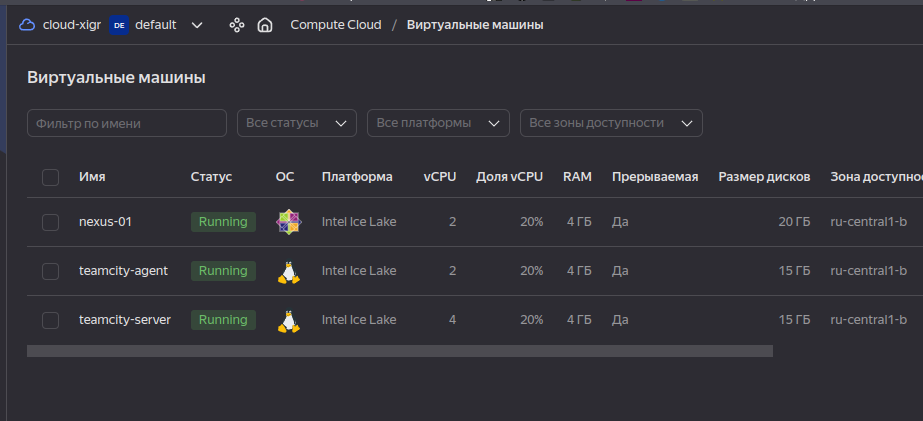 cloud-xigr DE default Compute Cloud / Виртуальные машины
Виртуальные машины
Фильтр по имени Все статусы Все платформы Все зоны доступности
Имя Статус ОС Платформа vCPU Доля vCPU RAM Прерываемая Размер дисков Зона доступнос
nexus-01 Running Intel Ice Lake 2 20% 4 ГБ Да 20 ГБ ru-central1-b
teamcity-agent Running Intel Ice Lake 2 20% 4 ГБ Да 15 ГБ ru-central1-b
teamcity-server Running Intel Ice Lake 4 20% 4 ГБ Да 15 ГБ ru-central1-b